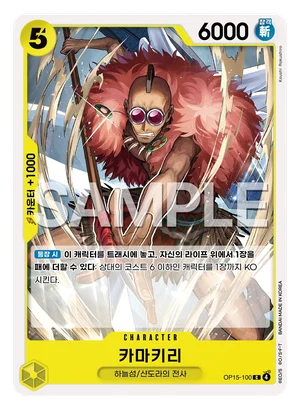 5
6000
참격
斬
카운터 +1000
SAMPLE
등장 시 이 캐릭터를 트래시에 놓고, 자신의 라이프 위에서 1장을
패에 더할 수 있다: 상대의 코스트 6 이하인 캐릭터를 1장까지 KO
시킨다.
CHARACTER
카마키리
하늘섬/샨도라의 전사
OP15-100 C
BANDAI MADE IN KOREA